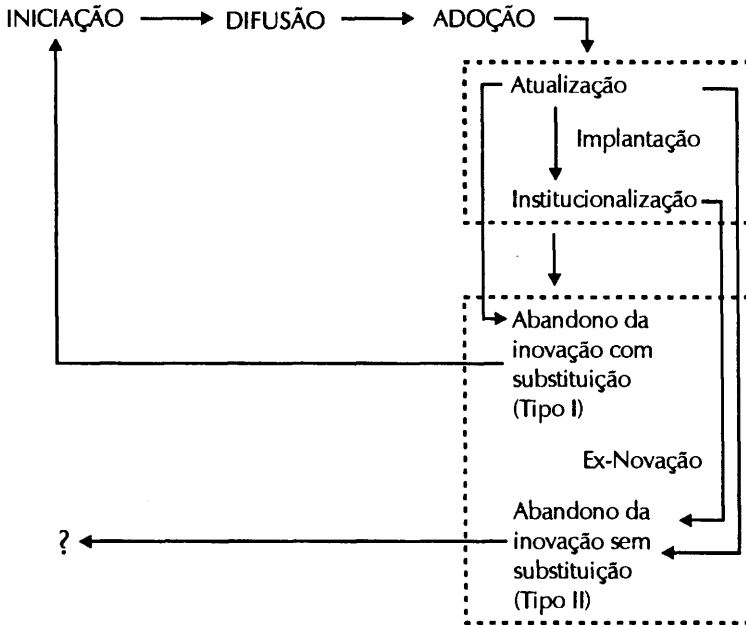 INICIAÇÃO DIFUSÃO ADOÇÃO
Atualização
Implantação
Institucionalização
Abandono da
inovação com
substituição
(Tipo I)
Ex-Novação
Abandono da
inovação sem
substituição
(Tipo II)
?